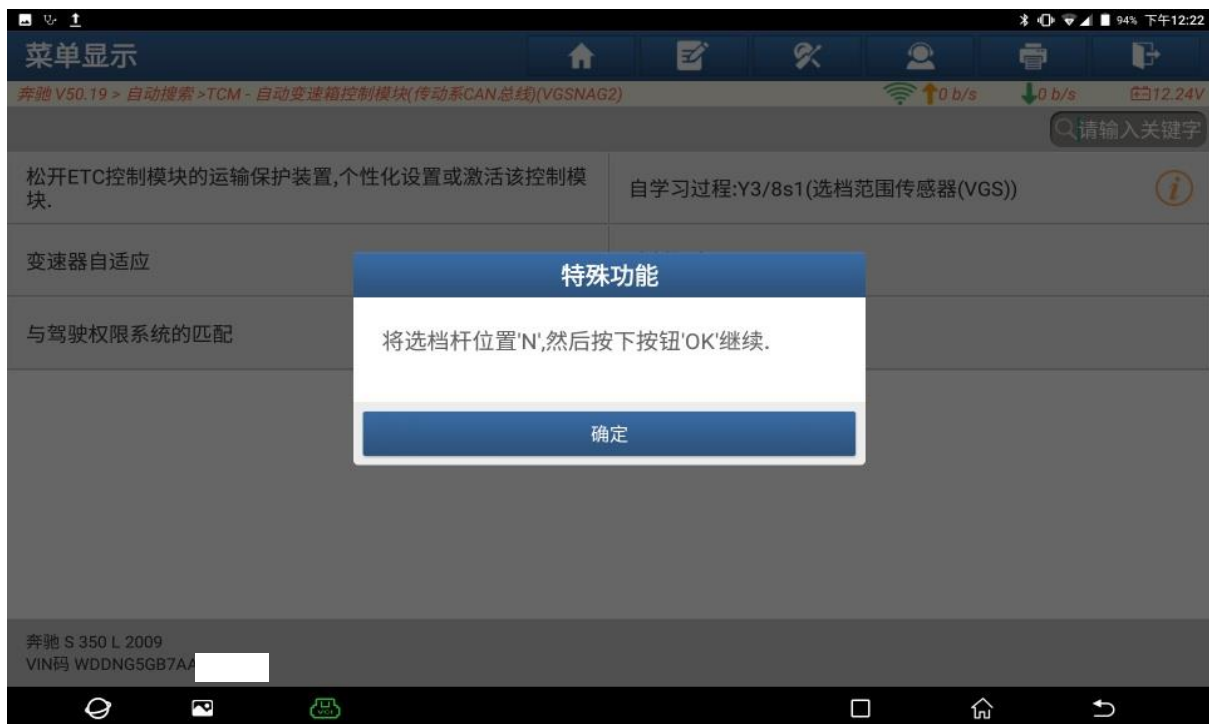 94% 下午12:22
菜单显示
奔驰 V50.19 > 自动搜索 >TCM - 自动变速箱控制模块(传动系CAN总线)(VGSNAG2)
0 b/s
0 b/s
12.24V
请输入关键字
松开ETC控制模块的运输保护装置,个性化设置或激活该控制模
块.
自学习过程:Y3/8s1(选档范围传感器(VGS))
变速器自适应
特殊功能
与驾驶权限系统的匹配
将选档杆位置'N',然后按下按钮'OK'继续.
确定
奔驰 S 350 L 2009
VIN码 WDDNG5GB7AA